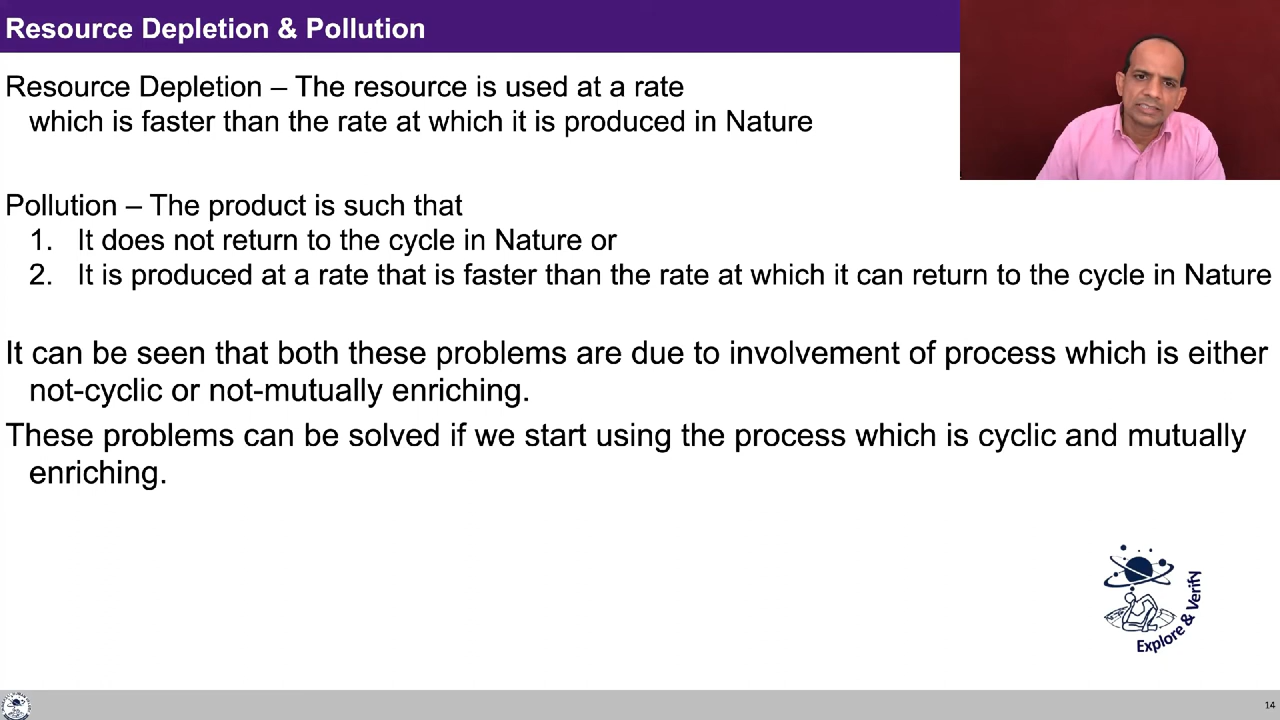 Resource Depletion & Pollution
Resource Depletion – The resource is used at a rate
which is faster than the rate at which it is produced in Nature
Pollution – The product is such that
1. It does not return to the cycle in Nature or
2. It is produced at a rate that is faster than the rate at which it can return to the cycle in Nature
It can be seen that both these problems are due to involvement of process which is either
not-cyclic or not-mutually enriching.
These problems can be solved if we start using the process which is cyclic and mutually
enriching.
Explore & Verify
14